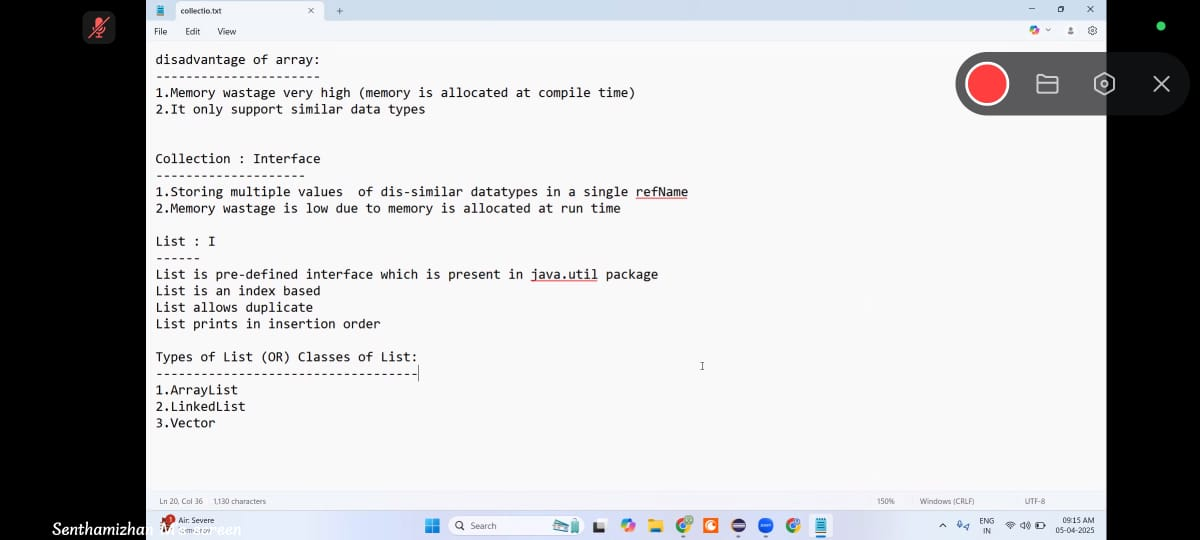 collectio.txt
File Edit View
disadvantage of array:
----------------------
1.Memory wastage very high (memory is allocated at compile time)
2.It only support similar data types
Collection : Interface
--------------------
1.Storing multiple values  of dis-similar datatypes in a single refName
2.Memory wastage is low due to memory is allocated at run time
List : I
------
List is pre-defined interface which is present in java.util package
List is an index based
List allows duplicate
List prints in insertion order
Types of List (OR) Classes of List:
-----------------------------------
1.ArrayList
2.LinkedList
3.Vector
Ln 20, Col 36 1,130 characters 150% Windows (CRLF) UTF-8
Air: Severe
Search
ENG
IN
09:15 AM
05-04-2025
Senthamizhan